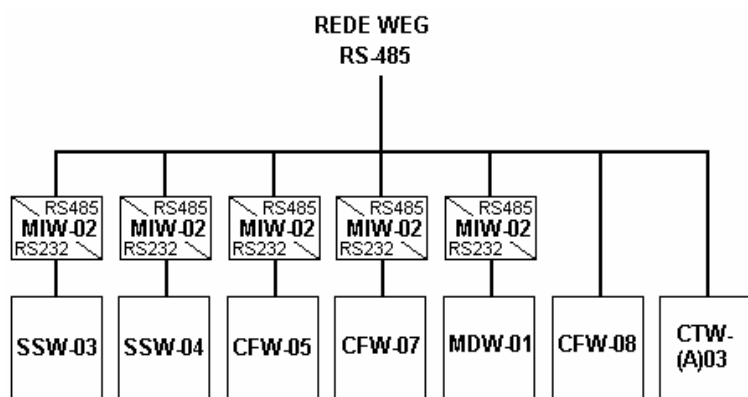 REDE WEG
RS-485
RS485
MIW-02
RS232
RS485
MIW-02
RS232
RS485
MIW-02
RS232
RS485
MIW-02
RS232
RS485
MIW-02
RS232
SSW-03
SSW-04
CFW-05
CFW-07
MDW-01
CFW-08
CTW-
(A)03